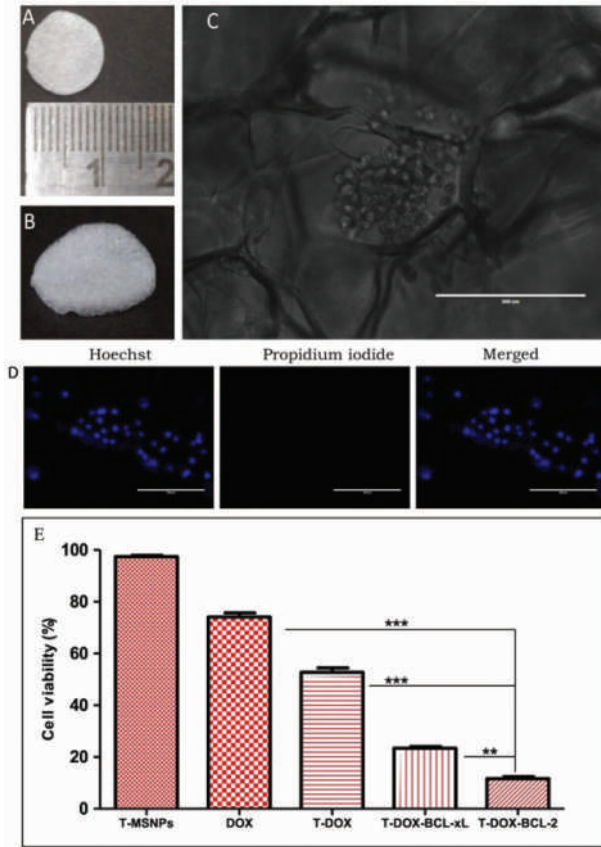 A
1 2
B
C
Hoechst Propidium iodide Merged
D
E
100
80
60
40
20
0
Cell viability (%)
***
***
**
T-MSNPs DOX T-DOX T-DOX-BCL-xL T-DOX-BCL-2